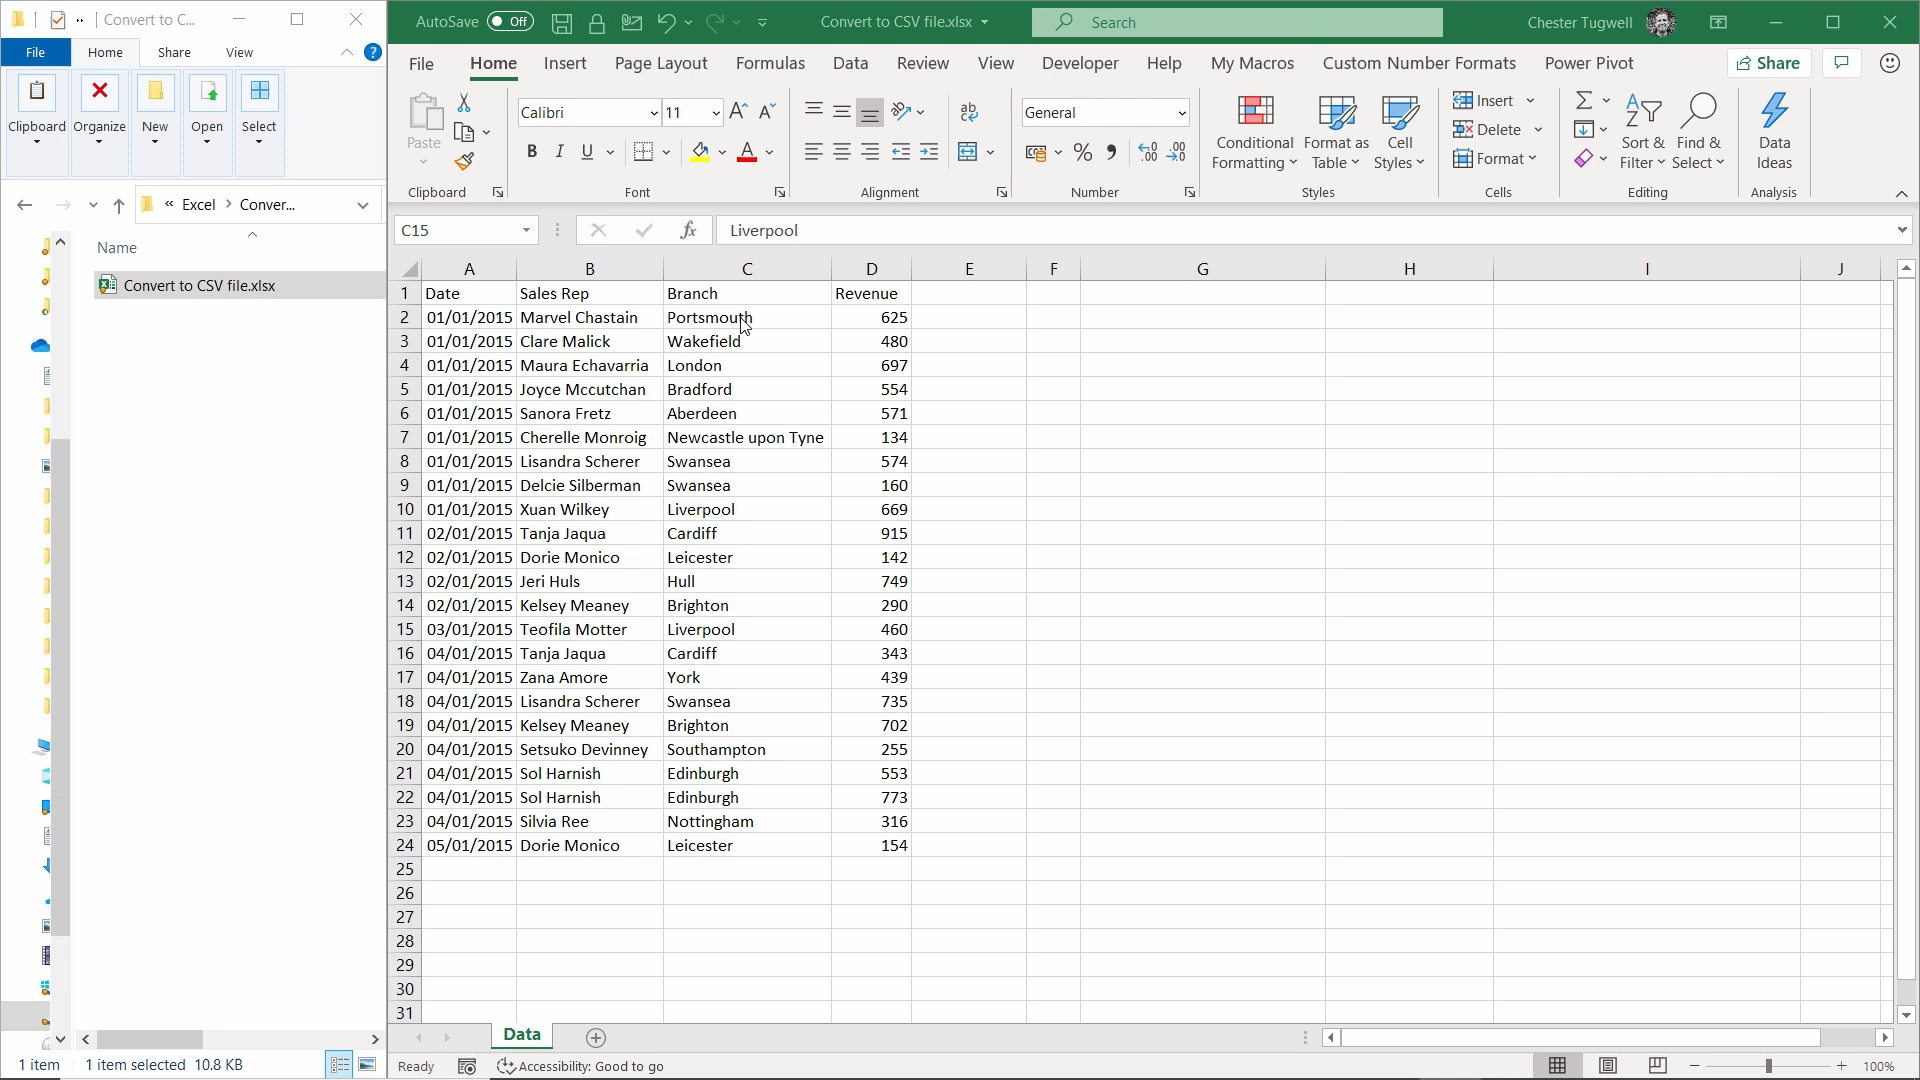 Convert to C...
File Home Share View
Clipboard Organize New Open Select
« Excel > Conver...
Name
Convert to CSV file.xlsx
1 item 1 item selected 10.8 KB
AutoSave Off Convert to CSV file.xlsx Search Chester Tugwell
File Home Insert Page Layout Formulas Data Review View Developer Help My Macros Custom Number Formats Power Pivot Share
Paste Calibri 11 General Conditional Formatting Format as Table Cell Styles Insert Delete Format Sort & Filter Find & Select Data Ideas
Clipboard Font Alignment Number Styles Cells Editing Analysis
C15 fx Liverpool
A B C D E F G H I J
1 Date Sales Rep Branch Revenue
2 01/01/2015 Marvel Chastain Portsmouth 625
3 01/01/2015 Clare Malick Wakefield 480
4 01/01/2015 Maura Echavarria London 697
5 01/01/2015 Joyce Mccutchan Bradford 554
6 01/01/2015 Sanora Fretz Aberdeen 571
7 01/01/2015 Cherelle Monroig Newcastle upon Tyne 134
8 01/01/2015 Lisandra Scherer Swansea 574
9 01/01/2015 Delcie Silberman Swansea 160
10 01/01/2015 Xuan Wilkey Liverpool 669
11 02/01/2015 Tanja Jaqua Cardiff 915
12 02/01/2015 Dorie Monico Leicester 142
13 02/01/2015 Jeri Huls Hull 749
14 02/01/2015 Kelsey Meaney Brighton 290
15 03/01/2015 Teofila Motter Liverpool 460
16 04/01/2015 Tanja Jaqua Cardiff 343
17 04/01/2015 Zana Amore York 439
18 04/01/2015 Lisandra Scherer Swansea 735
19 04/01/2015 Kelsey Meaney Brighton 702
20 04/01/2015 Setsuko Devinney Southampton 255
21 04/01/2015 Sol Harnish Edinburgh 553
22 04/01/2015 Sol Harnish Edinburgh 773
23 04/01/2015 Silvia Ree Nottingham 316
24 05/01/2015 Dorie Monico Leicester 154
25
26
27
28
29
30
31
Data
Ready Accessibility: Good to go 100%